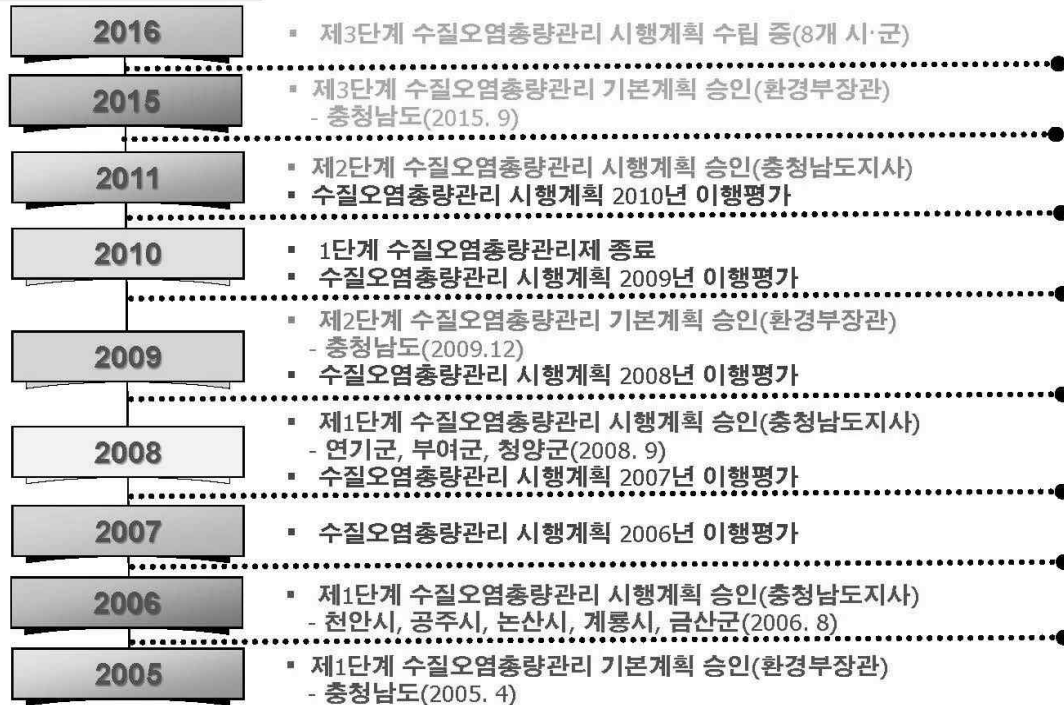 2016
▪ 제3단계 수질오염총량관리 시행계획 수립 중(8개 시·군)
2015
▪ 제3단계 수질오염총량관리 기본계획 승인(환경부장관)
- 충청남도(2015. 9)
2011
▪ 제2단계 수질오염총량관리 시행계획 승인(충청남도지사)
▪ 수질오염총량관리 시행계획 2010년 이행평가
2010
▪ 1단계 수질오염총량관리제 종료
▪ 수질오염총량관리 시행계획 2009년 이행평가
2009
▪ 제2단계 수질오염총량관리 기본계획 승인(환경부장관)
- 충청남도(2009.12)
▪ 수질오염총량관리 시행계획 2008년 이행평가
2008
▪ 제1단계 수질오염총량관리 시행계획 승인(충청남도지사)
- 연기군, 부여군, 청양군(2008. 9)
▪ 수질오염총량관리 시행계획 2007년 이행평가
2007
▪ 수질오염총량관리 시행계획 2006년 이행평가
2006
▪ 제1단계 수질오염총량관리 시행계획 승인(충청남도지사)
- 천안시, 공주시, 논산시, 계룡시, 금산군(2006. 8)
2005
▪ 제1단계 수질오염총량관리 기본계획 승인(환경부장관)
- 충청남도(2005. 4)